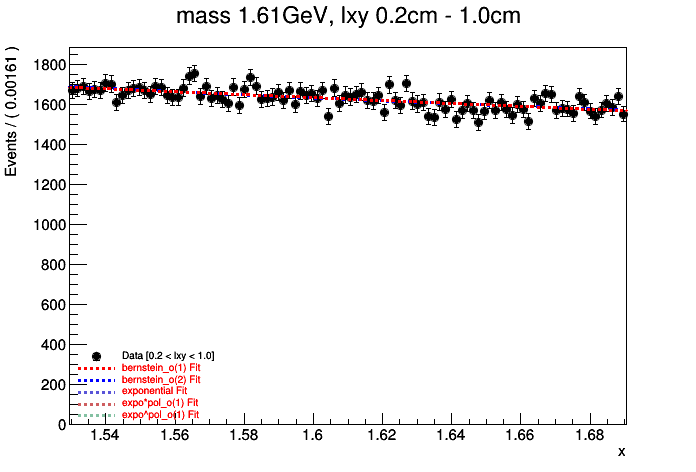 mass 1.61GeV, lxy 0.2cm - 1.0cm
Events / ( 0.00161 )
1800
1600
1400
1200
1000
800
600
400
200
0
Data [0.2 < lxy < 1.0]
bernstein_o(1) Fit
bernstein_o(2) Fit
exponential Fit
expo*pol_o(1) Fit
expo^pol_o(1) Fit
1.54 1.56 1.58 1.6 1.62 1.64 1.66 1.68
x